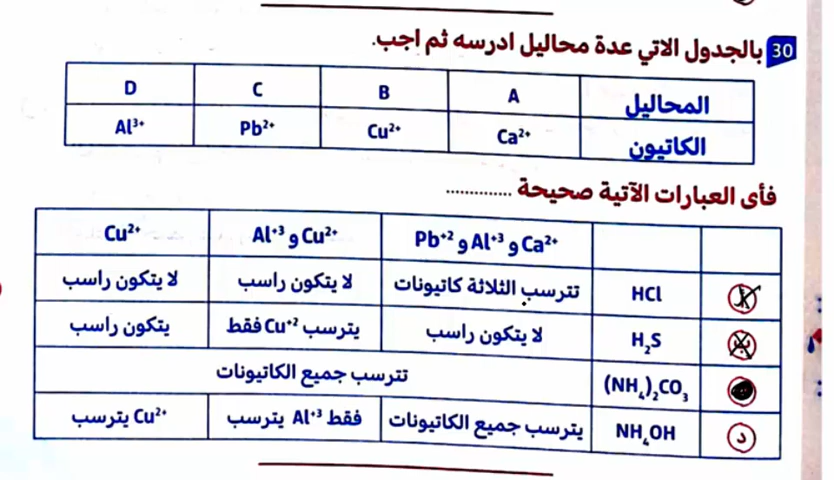 30 بالجدول الاتي عدة محاليل ادرسه ثم اجب.
المحاليل A B C D
الكاتيون Ca²⁺ Cu²⁺ Pb²⁺ Al³⁺
فأى العبارات الآتية صحيحة ..............
Ca²⁺ و Al⁺³ و Pb⁺² Cu²⁺ و Al⁺³ Cu²⁺
HCl تترسب الثلاثة كاتيونات لا يتكون راسب لا يتكون راسب
ب H₂S لا يتكون راسب يترسب Cu⁺² فقط يتكون راسب
(NH₄)₂CO₃ تترسب جميع الكاتيونات
د NH₄OH يترسب جميع الكاتيونات فقط Al⁺³ يترسب Cu²⁺ يترسب